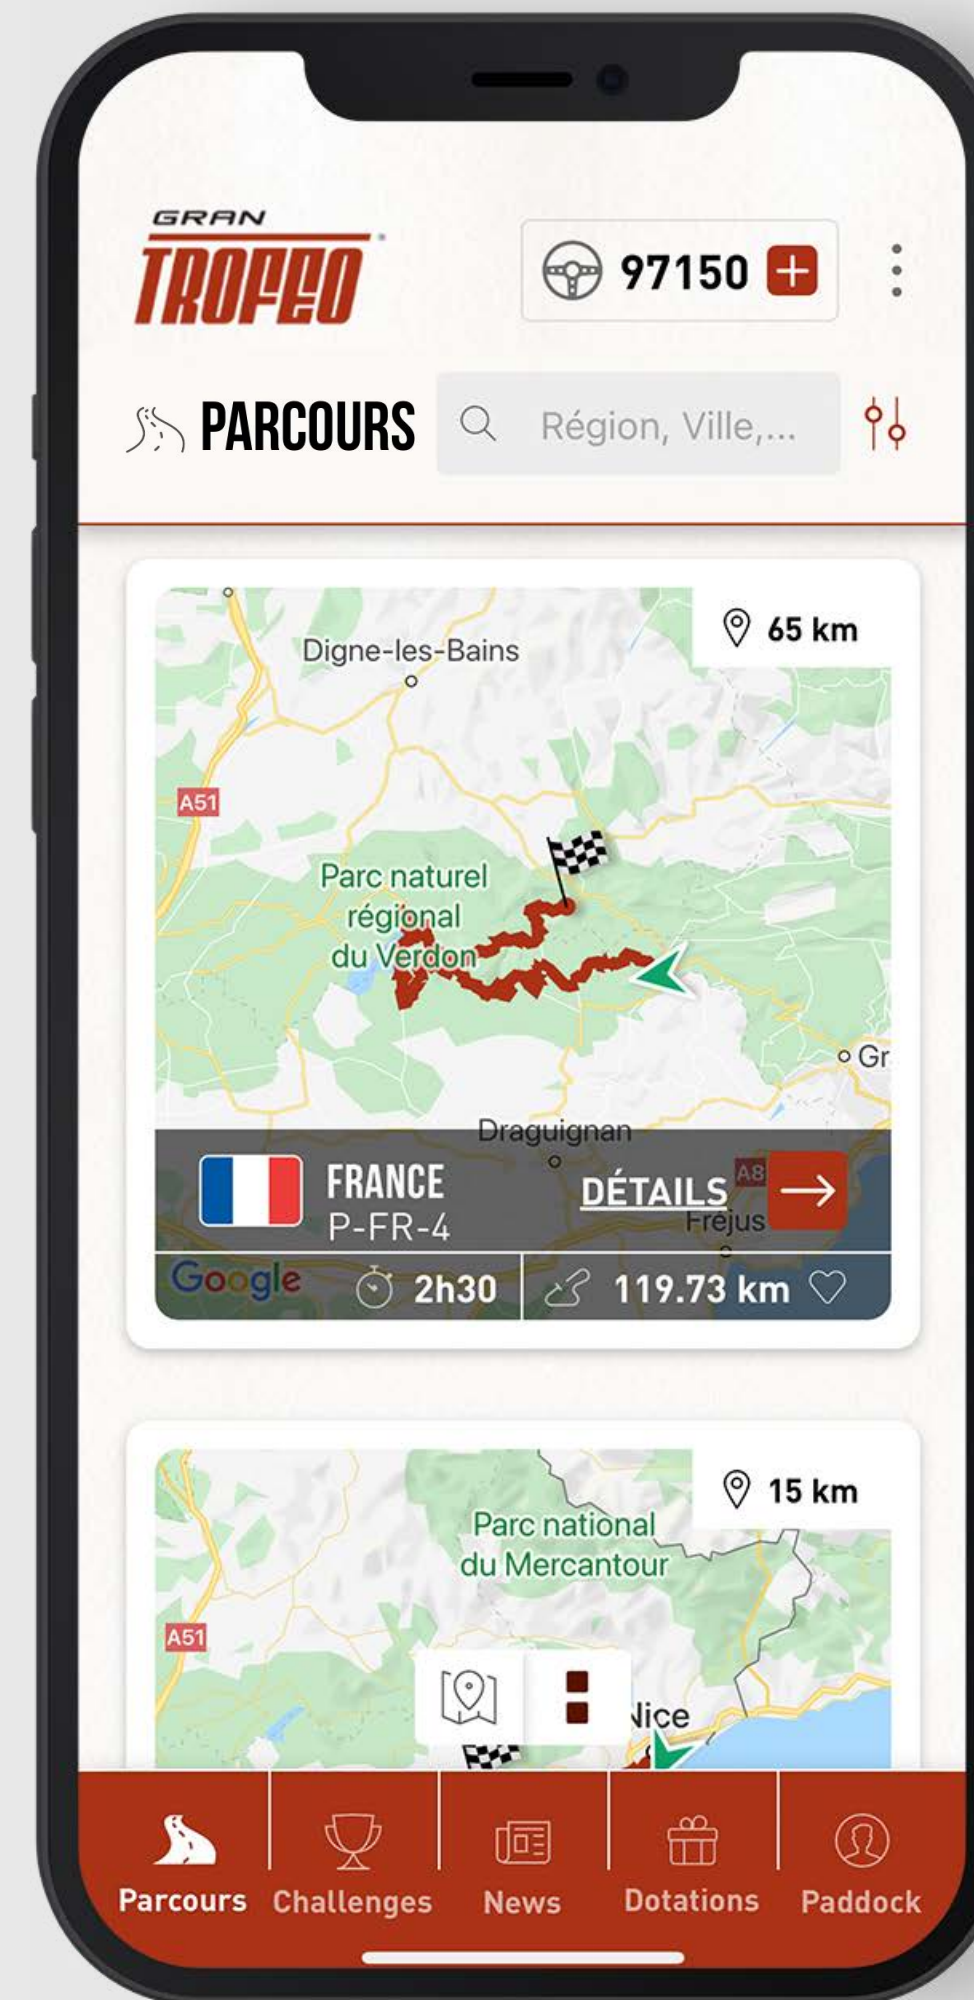 GRAN
TROFEO
97150
PARCOURS
Région, Ville,...
65 km
Digne-les-Bains
A51
Parc naturel
régional
du Verdon
Gr
Draguignan
FRANCE
P-FR-4
DÉTAILS
A8
Fréjus
Google
2h30
119.73 km
15 km
Parc national
du Mercantour
A51
Nice
Parcours
Challenges
News
Dotations
Paddock